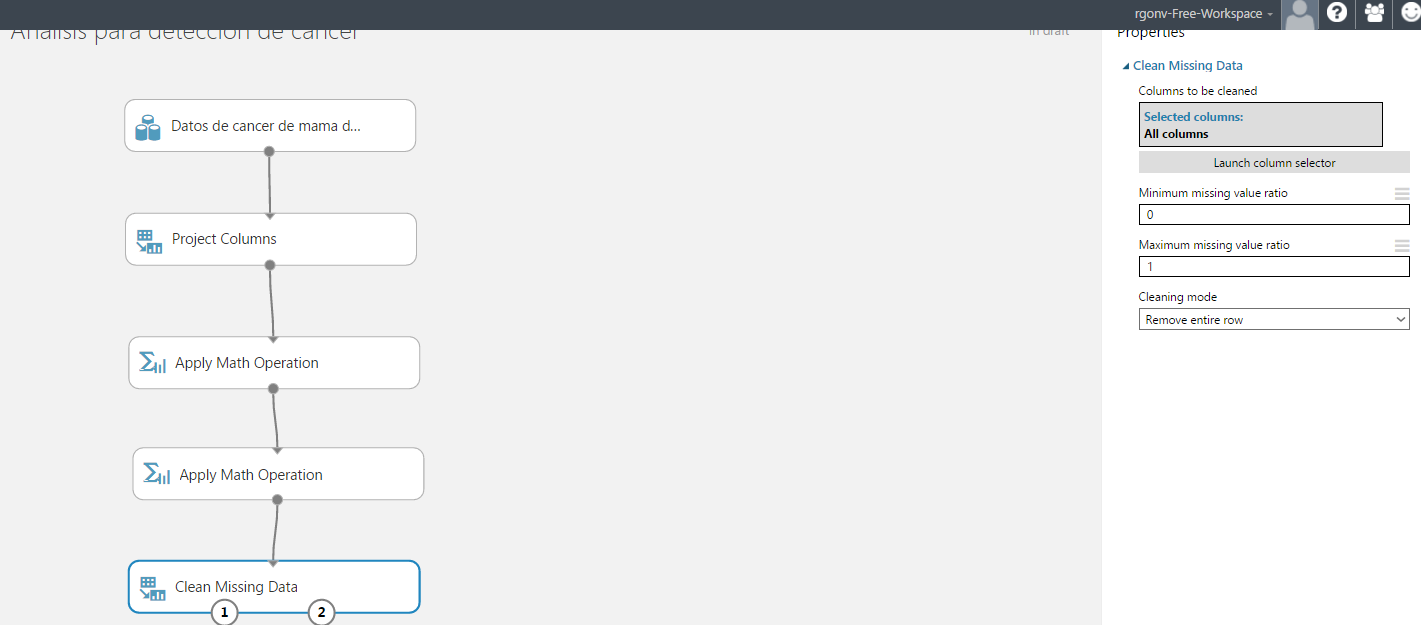 rgonv-Free-Workspace
Análisis para detección de cáncer
In draft
Properties
Clean Missing Data
Columns to be cleaned
Selected columns:
All columns
Launch column selector
Minimum missing value ratio
0
Maximum missing value ratio
1
Cleaning mode
Remove entire row
Datos de cancer de mama d...
Project Columns
Apply Math Operation
Apply Math Operation
Clean Missing Data
1
2